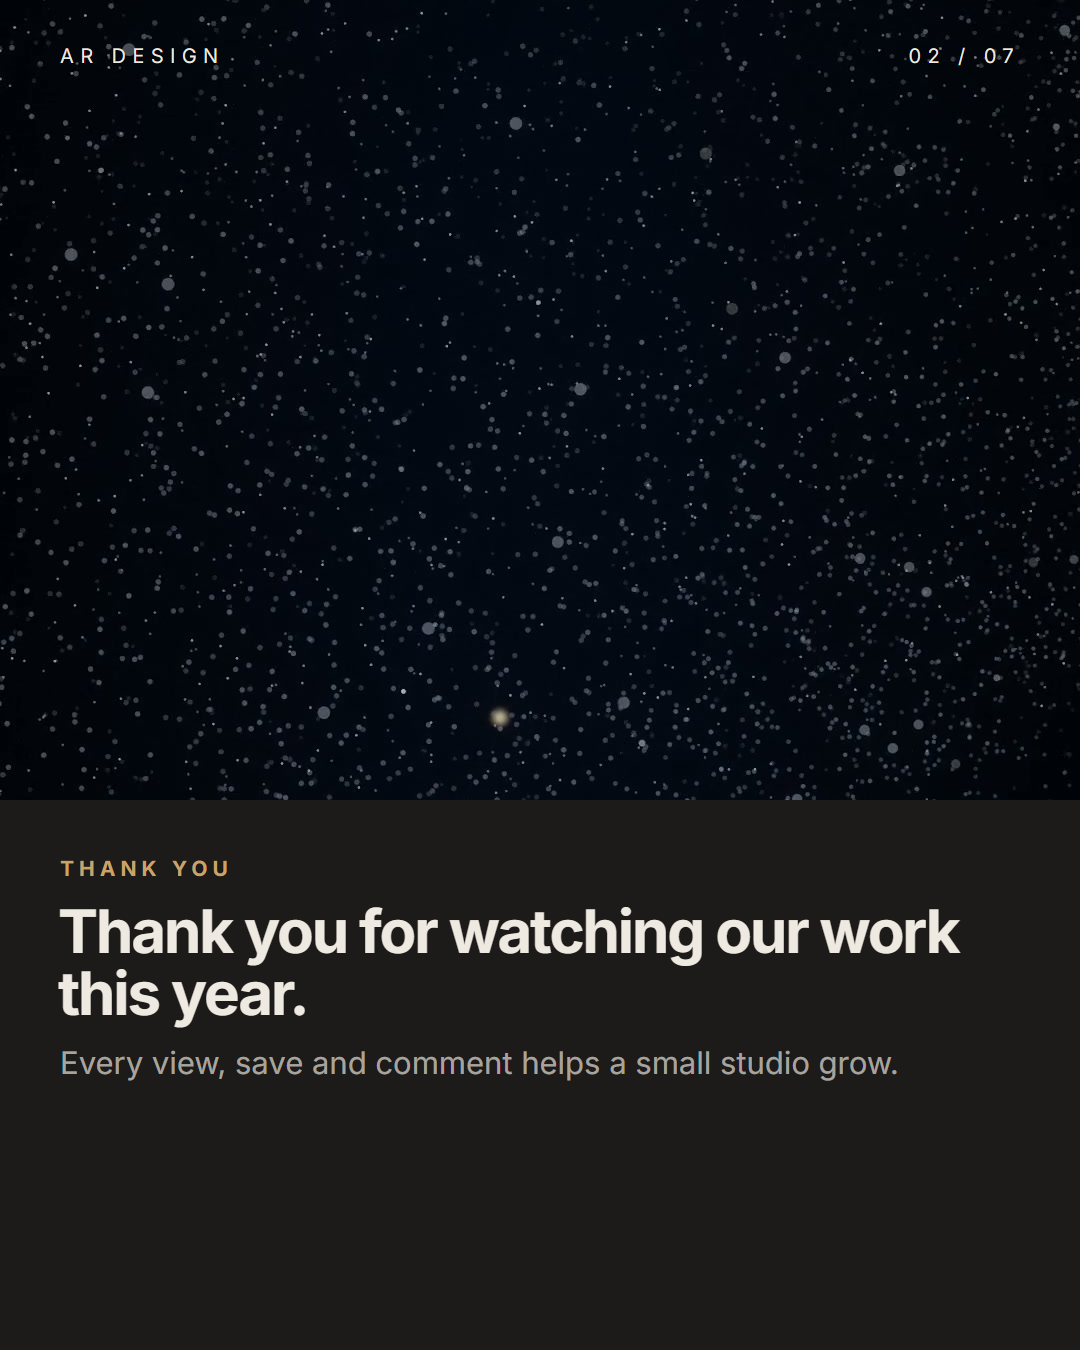 AR DESIGN
02 / 07
THANK YOU
Thank you for watching our work
this year.
Every view, save and comment helps a small studio grow.